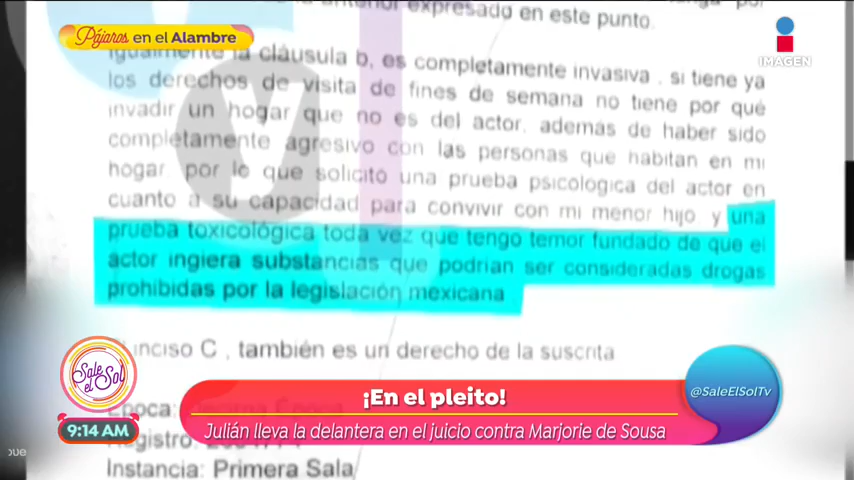 expresado en este punto.
Pájaros en el Alambre
IMAGEN
Igualmente la cláusula b, es completamente invasiva , si tiene ya
los derechos de visita de fines de semana no tiene por qué
invadir un hogar que no es del actor, además de haber sido
completamente agresivo con las personas que habitan en mi
hogar, por lo que solicito una prueba psicológica del actor en
cuanto a su capacidad para convivir con mi menor hijo y una
prueba toxicológica toda vez que tengo temor fundado de que el
actor ingiera substancias que podrían ser consideradas drogas
prohibidas por la legislación mexicana
inciso C , también es un derecho de la suscrita
Sale el Sol
¡En el pleito!
@SaleElSolTv
Época:
9:14 AM
Julián lleva la delantera en el juicio contra Marjorie de Sousa
Registro:
Instancia: Primera Sala